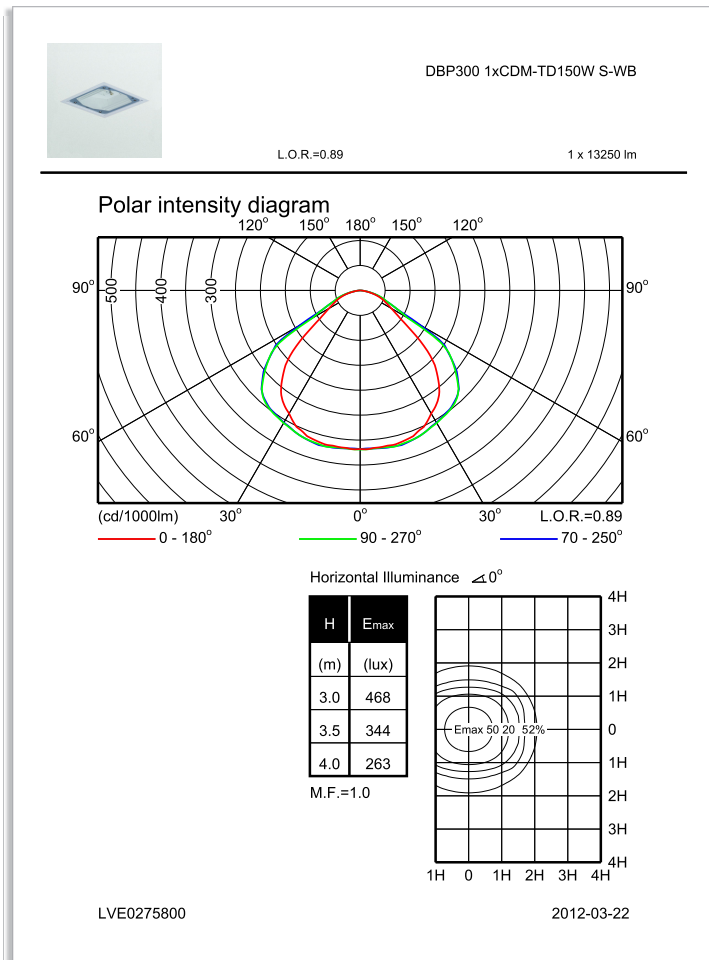 DBP300 1xCDM-TD150W S-WB
L.O.R.=0.89 1 x 13250 lm
Polar intensity diagram
120° 150° 180° 150° 120°
90° 500 400 300 90°
60° 60°
(cd/1000lm) 30° 0° 30° L.O.R.=0.89
0 - 180° 90 - 270° 70 - 250°
Horizontal Illuminance ∠0°
H Emax
(m) (lux)
3.0 468
3.5 344
4.0 263
M.F.=1.0
4H
3H
2H
1H
Emax 50 20 52% 0
1H
2H
3H
4H
1H 0 1H 2H 3H 4H
LVE0275800 2012-03-22